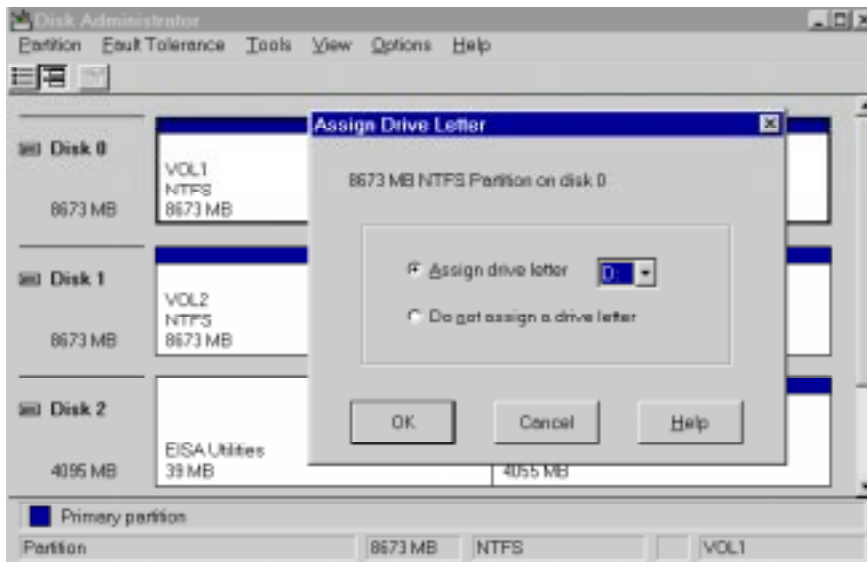 Disk Administrator
Partition Fault Tolerance Tools View Options Help
Disk 0
8673 MB
VOL1
NTFS
8673 MB
Disk 1
8673 MB
VOL2
NTFS
8673 MB
Disk 2
4095 MB
EISA Utilities
39 MB
4055 MB
Assign Drive Letter
8673 MB NTFS Partition on disk 0
Assign drive letter D:
Do not assign a drive letter
OK Cancel Help
Primary partition
Partition 8673 MB NTFS VOL1